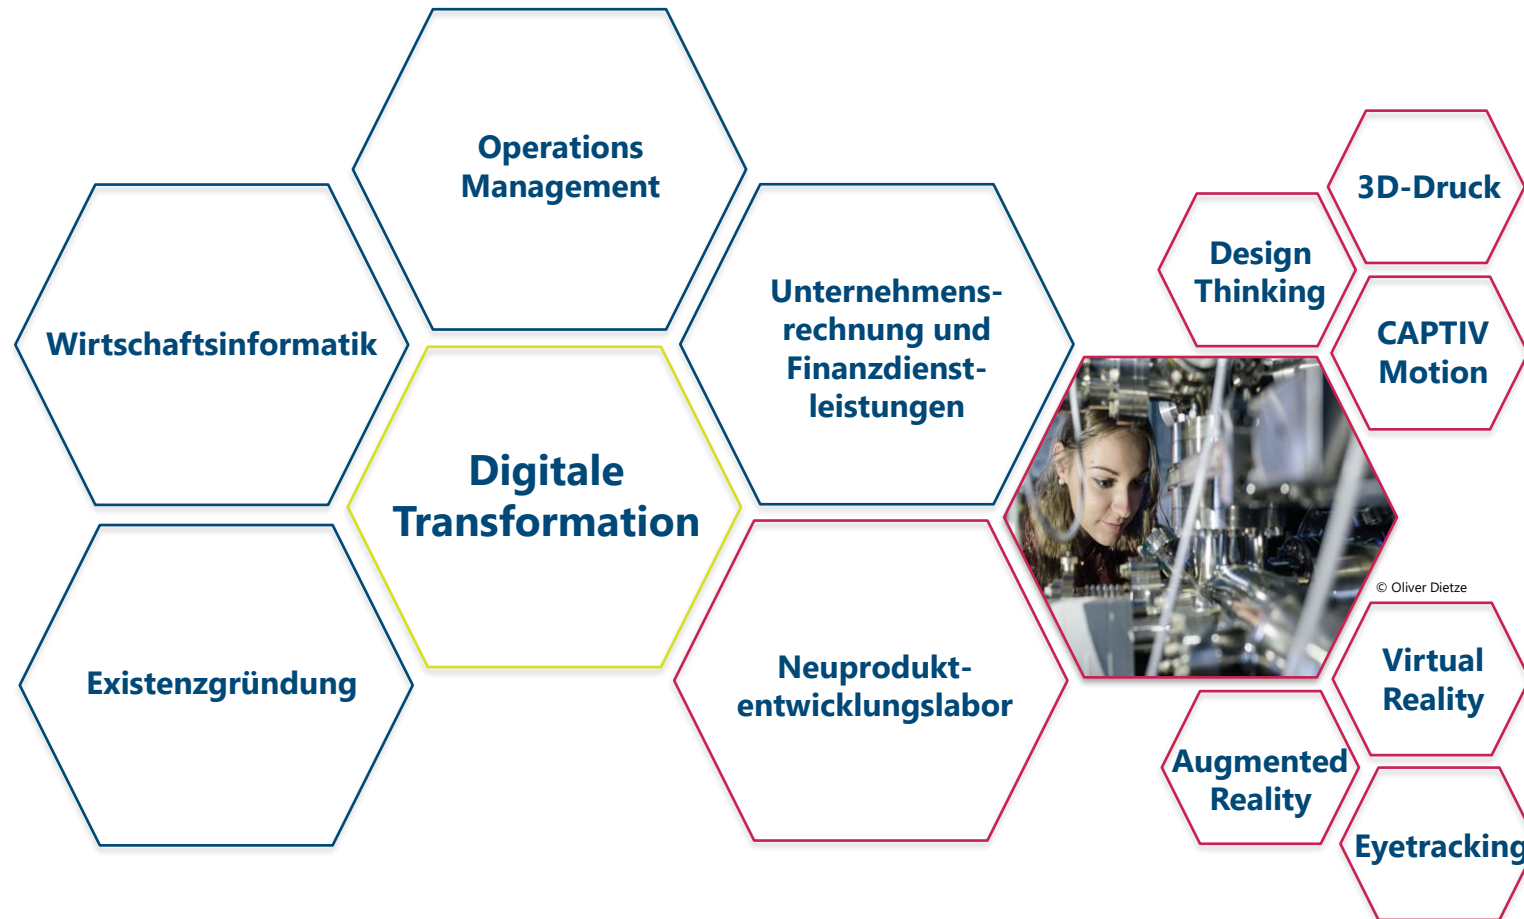 Operations
Management
Wirtschaftsinformatik
Unternehmens-
rechnung und
Finanzdienst-
leistungen
Digitale
Transformation
Existenzgründung
Neuprodukt-
entwicklungslabor
3D-Druck
Design
Thinking
CAPTIV
Motion
© Oliver Dietze
Virtual
Reality
Augmented
Reality
Eyetracking